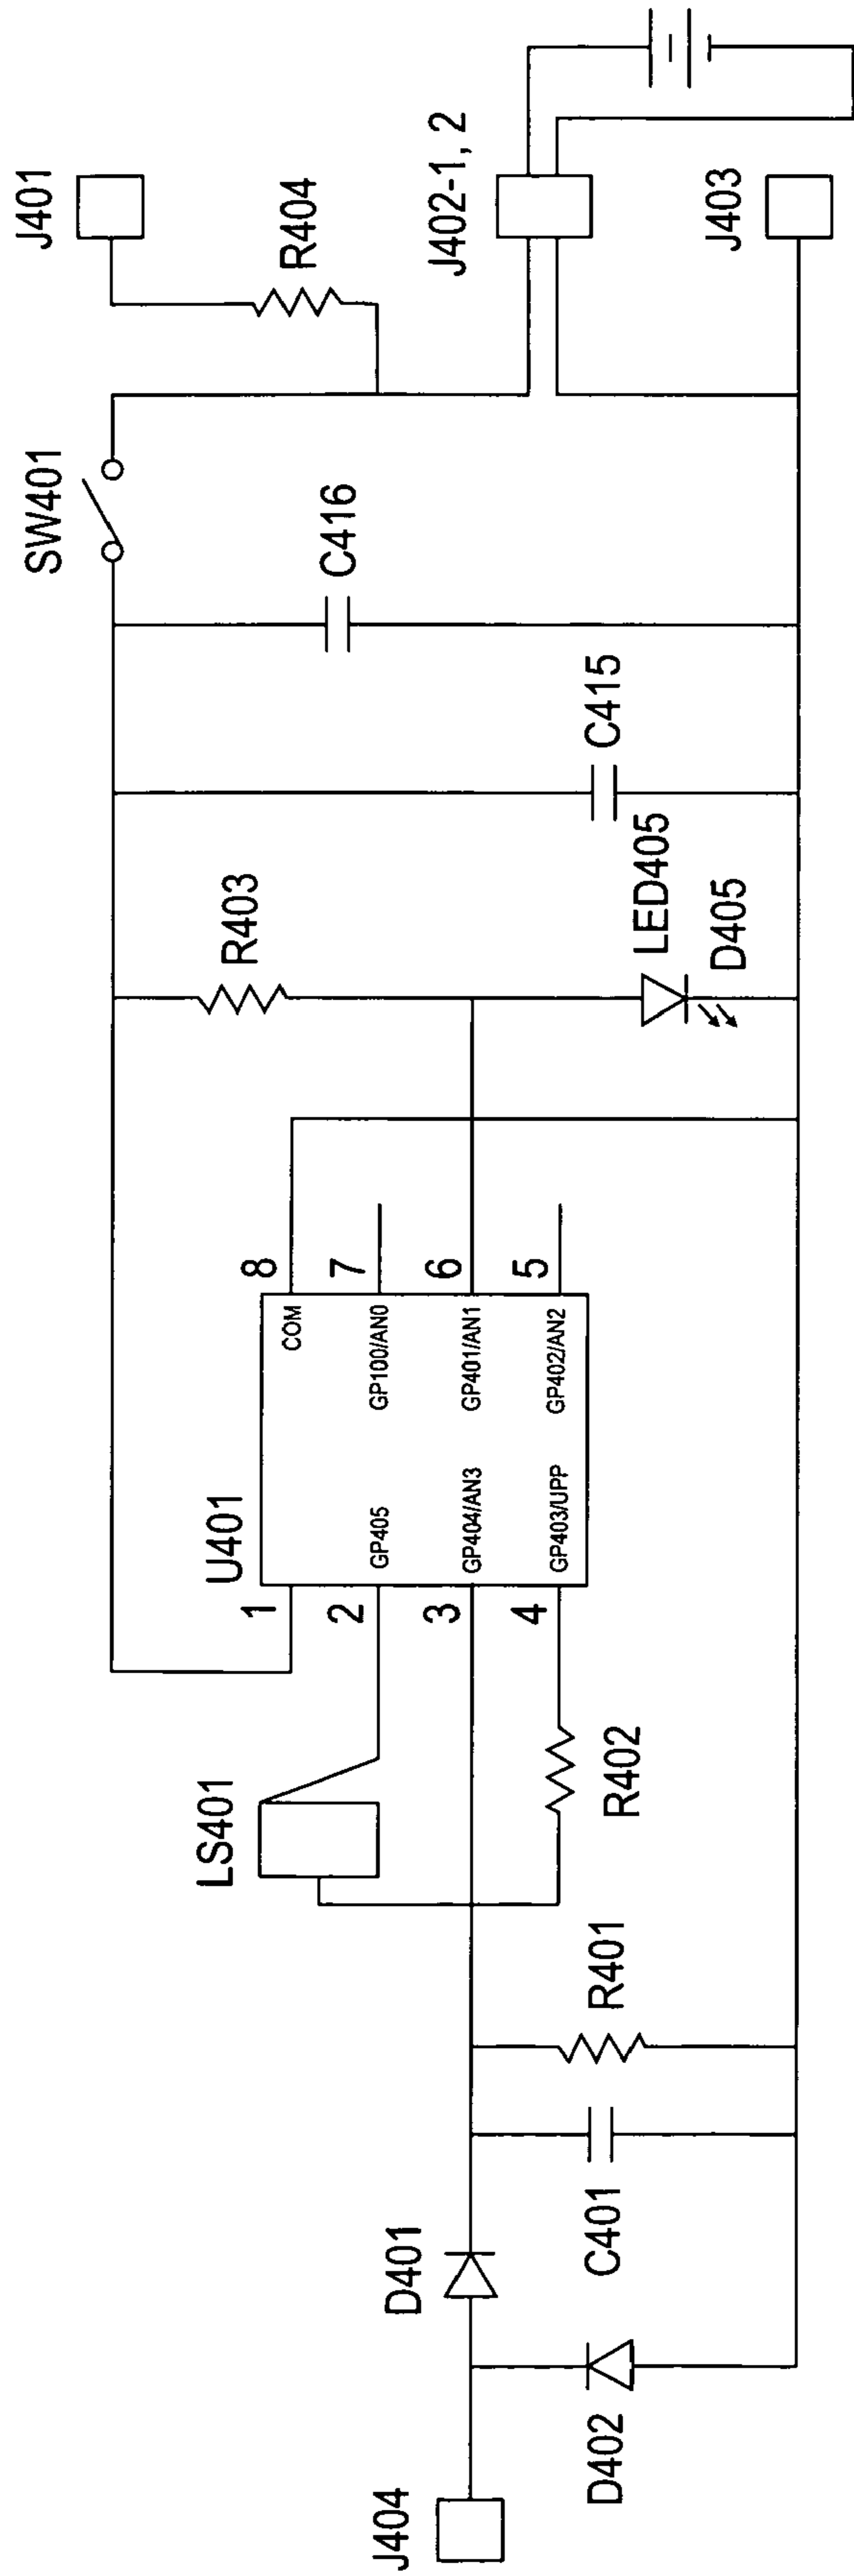 J401
R404
J402-1, 2
J403
SW401
C416
C415
R403
LED405
D405
U401
1
2
3
4
8
7
6
5
COM
GP405
GP100/AN0
GP404/AN3
GP401/AN1
GP403/UPP
GP402/AN2
LS401
R402
R401
C401
D401
D402
J404